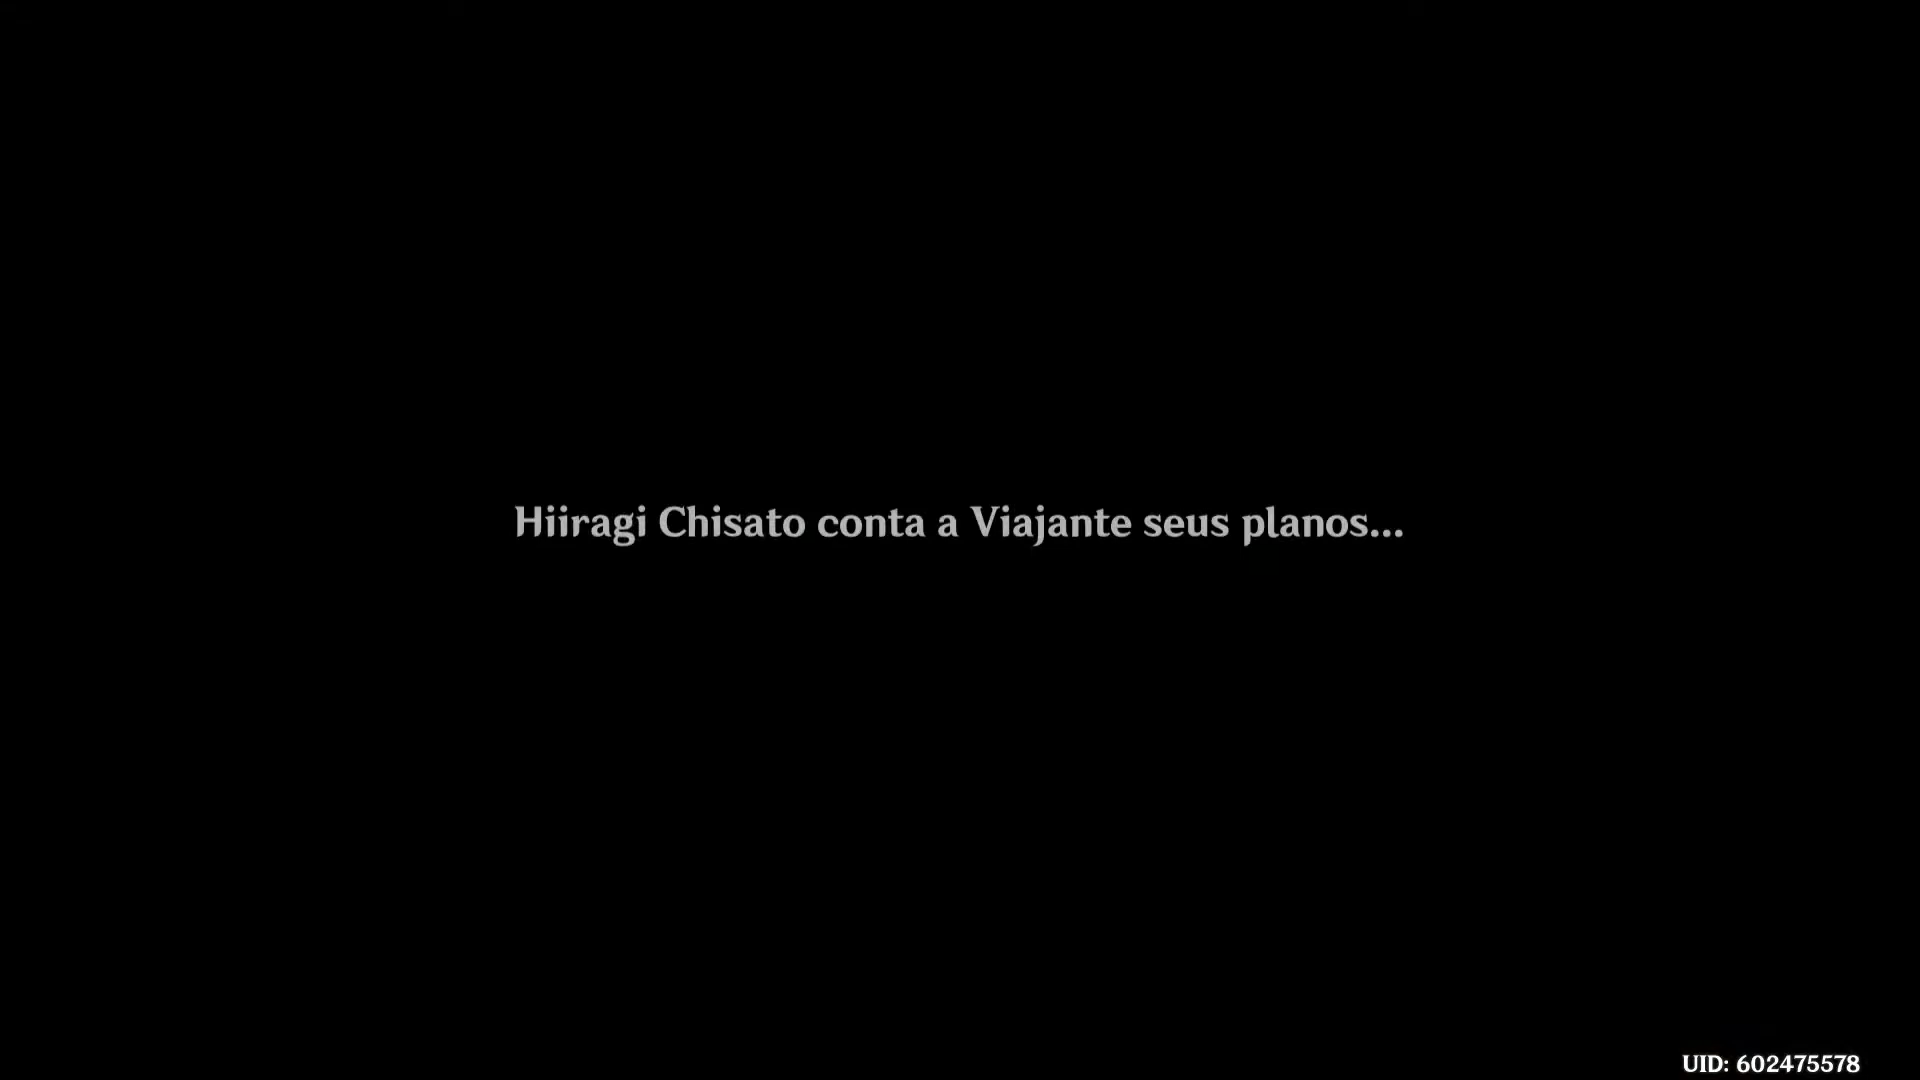 Hiiragi Chisato conta a Viajante seus planos...
UID: 602475578